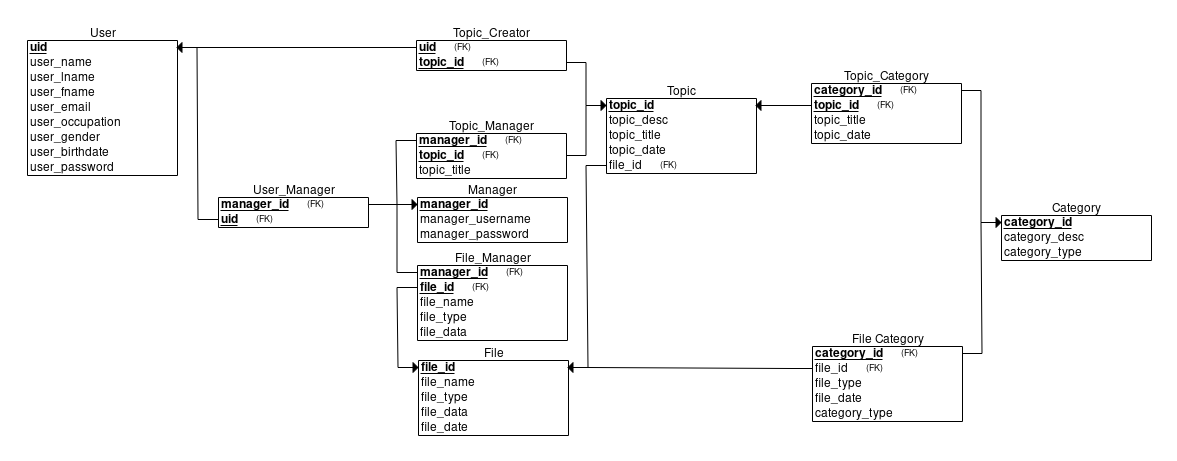 User
uid
user_name
user_lname
user_fname
user_email
user_occupation
user_gender
user_birthdate
user_password
Topic_Creator
uid (FK)
topic_id (FK)
Topic_Manager
manager_id (FK)
topic_id (FK)
topic_title
User_Manager
manager_id (FK)
uid (FK)
Manager
manager_id
manager_username
manager_password
File_Manager
manager_id (FK)
file_id (FK)
file_name
file_type
file_data
File
file_id
file_name
file_type
file_data
file_date
Topic
topic_id
topic_desc
topic_title
topic_date
file_id (FK)
Topic_Category
category_id (FK)
topic_id (FK)
topic_title
topic_date
Category
category_id
category_desc
category_type
File Category
category_id (FK)
file_id (FK)
file_type
file_date
category_type